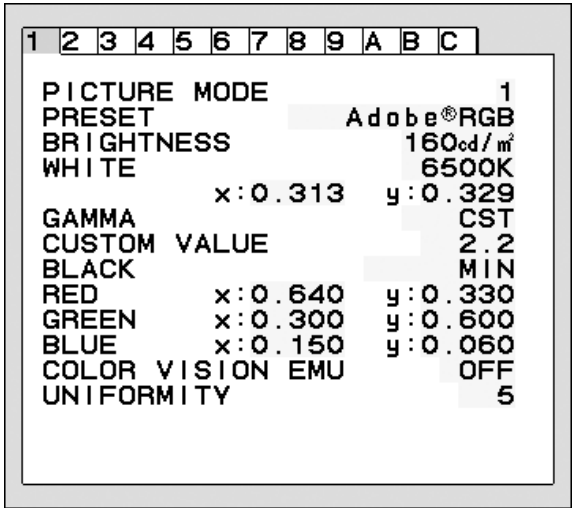 1 2 3 4 5 6 7 8 9 A B C
PICTURE MODE 1
PRESET Adobe®RGB
BRIGHTNESS 160cd/㎡
WHITE 6500K
x:0.313 y:0.329
GAMMA CST
CUSTOM VALUE 2.2
BLACK MIN
RED x:0.640 y:0.330
GREEN x:0.300 y:0.600
BLUE x:0.150 y:0.060
COLOR VISION EMU OFF
UNIFORMITY 5